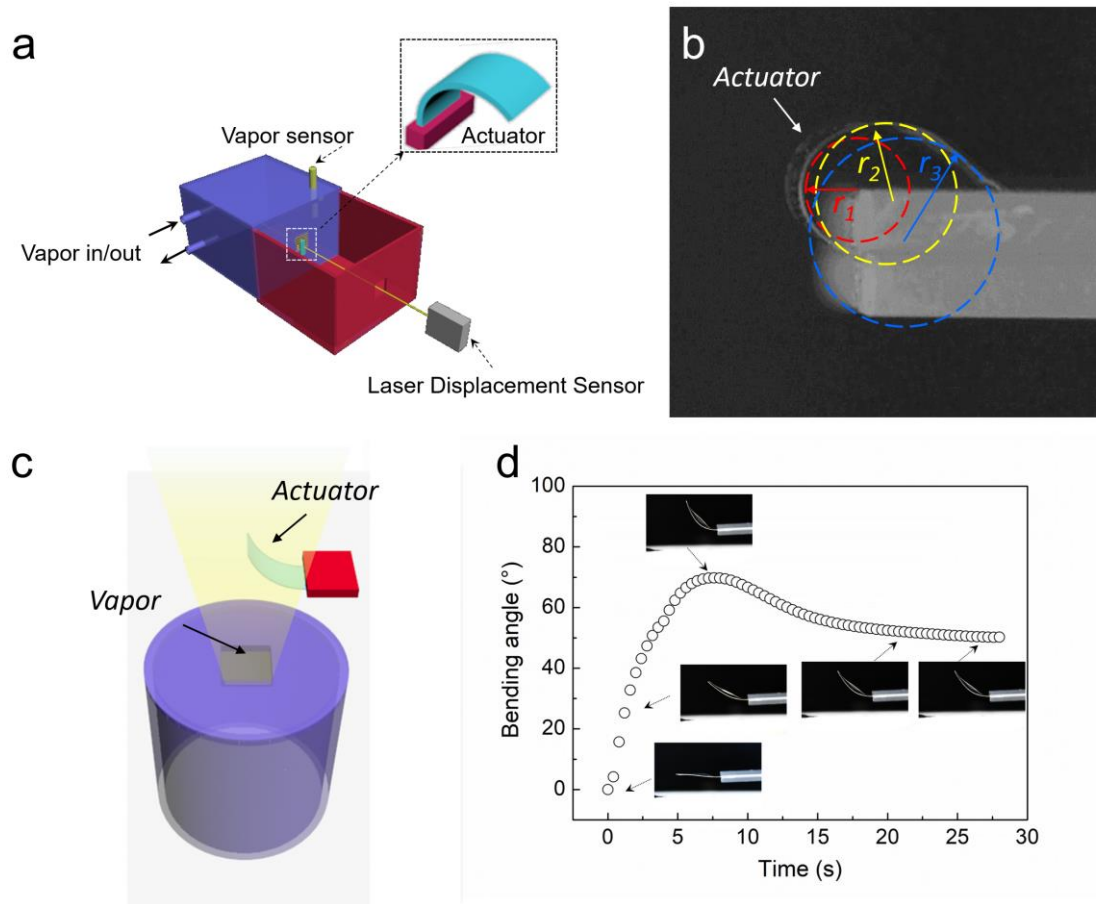 a
Vapor sensor
Actuator
Vapor in/out
Laser Displacement Sensor
b
Actuator
r1
r2
r3
c
Actuator
Vapor
d
Bending angle (°)
100
80
60
40
20
0
0 5 10 15 20 25 30
Time (s)